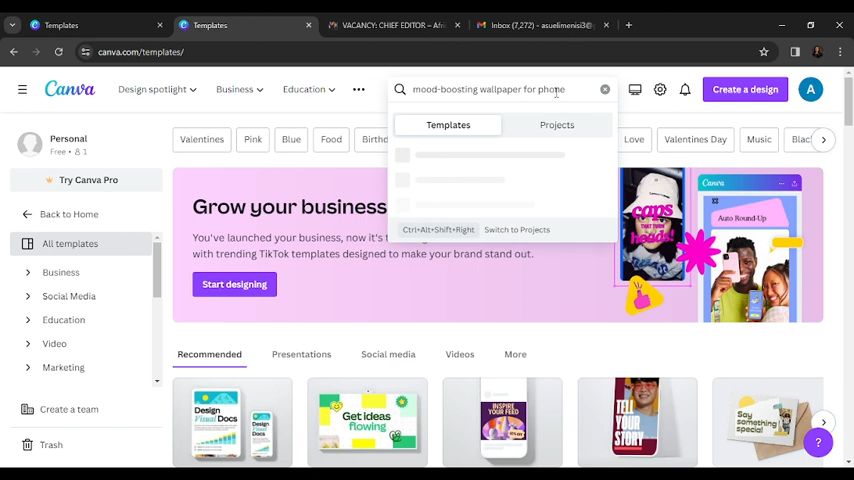 Templates
Templates
VACANCY: CHIEF EDITOR – Afri
Inbox (7,272) - asuelimenisi3@
canva.com/templates/
Canva
Design spotlight
Business
Education
mood-boosting wallpaper for phone
Create a design
A
Personal
Free • 1
Try Canva Pro
Back to Home
All templates
Business
Social Media
Education
Video
Marketing
Create a team
Trash
Valentines
Pink
Blue
Food
Birthd
Love
Valentines Day
Music
Blac
Templates
Projects
Ctrl+Alt+Shift+Right
Switch to Projects
Grow your business
You've launched your business, now it's
with trending TikTok templates designed to make your brand stand out.
Start designing
caps
THAT TURN
heads!
Canva
Auto Round-Up
Recommended
Presentations
Social media
Videos
More
Design
Visual Docs
Get ideas
flowing
INSPIRE
YOUR FEED
TELL
YOUR
STORY
Say
something
special!
?